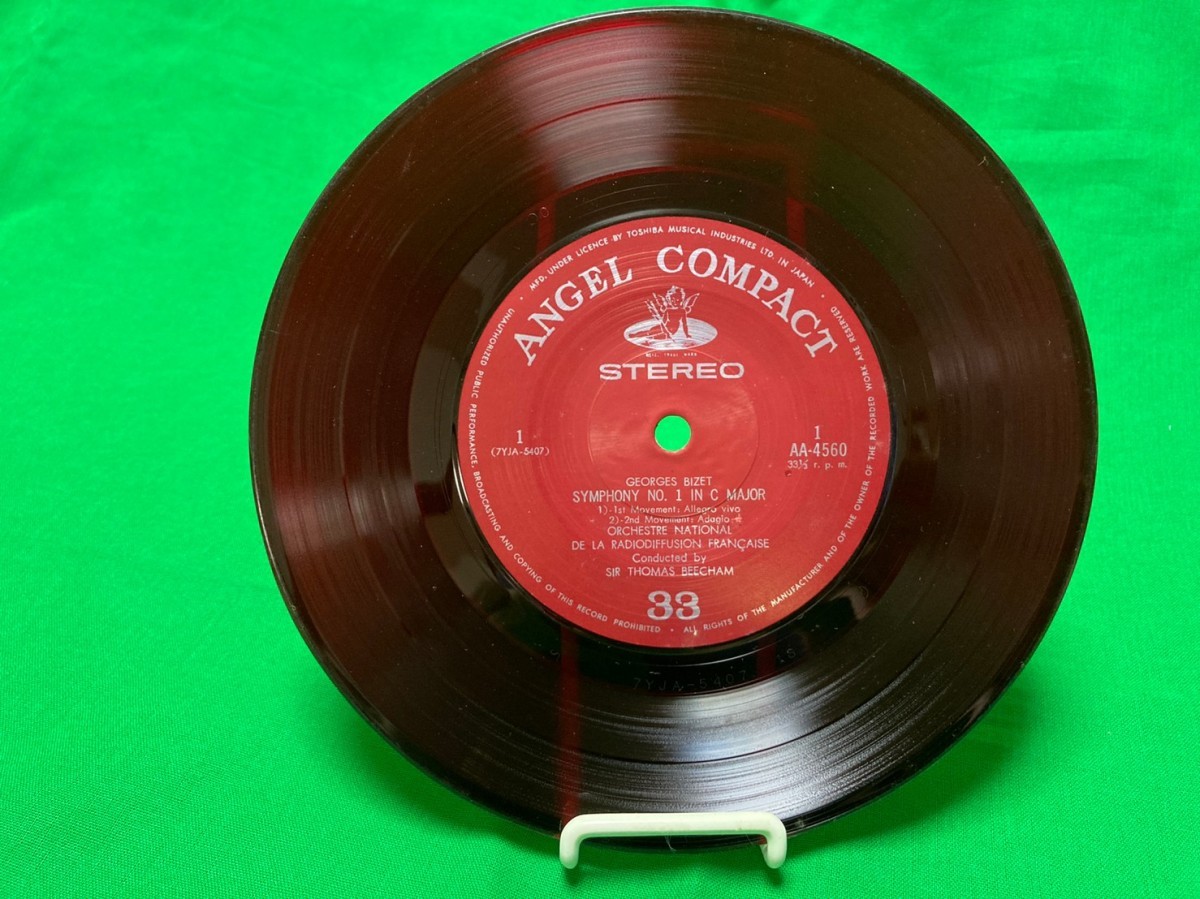 MFD. UNDER LICENCE BY TOSHIBA MUSICAL INDUSTRIES LTD. IN JAPAN
ANGEL COMPACT
STEREO
1
(7YJA-5407)
1
AA-4560
33⅓ r. p. m.
GEORGES BIZET
SYMPHONY NO. 1 IN C MAJOR
1)-1st Movement: Allegro vivo
2)-2nd Movement: Adagio
ORCHESTRE NATIONAL
DE LA RADIODIFFUSION FRANÇAISE
Conducted by
SIR THOMAS BEECHAM
33
UNAUTHORIZED PUBLIC PERFORMANCE, BROADCASTING AND COPYING OF THIS RECORD PROHIBITED • ALL RIGHTS OF THE MANUFACTURER AND OF THE OWNER OF THE RECORDED WORK ARE RESERVED
7YJA-5407